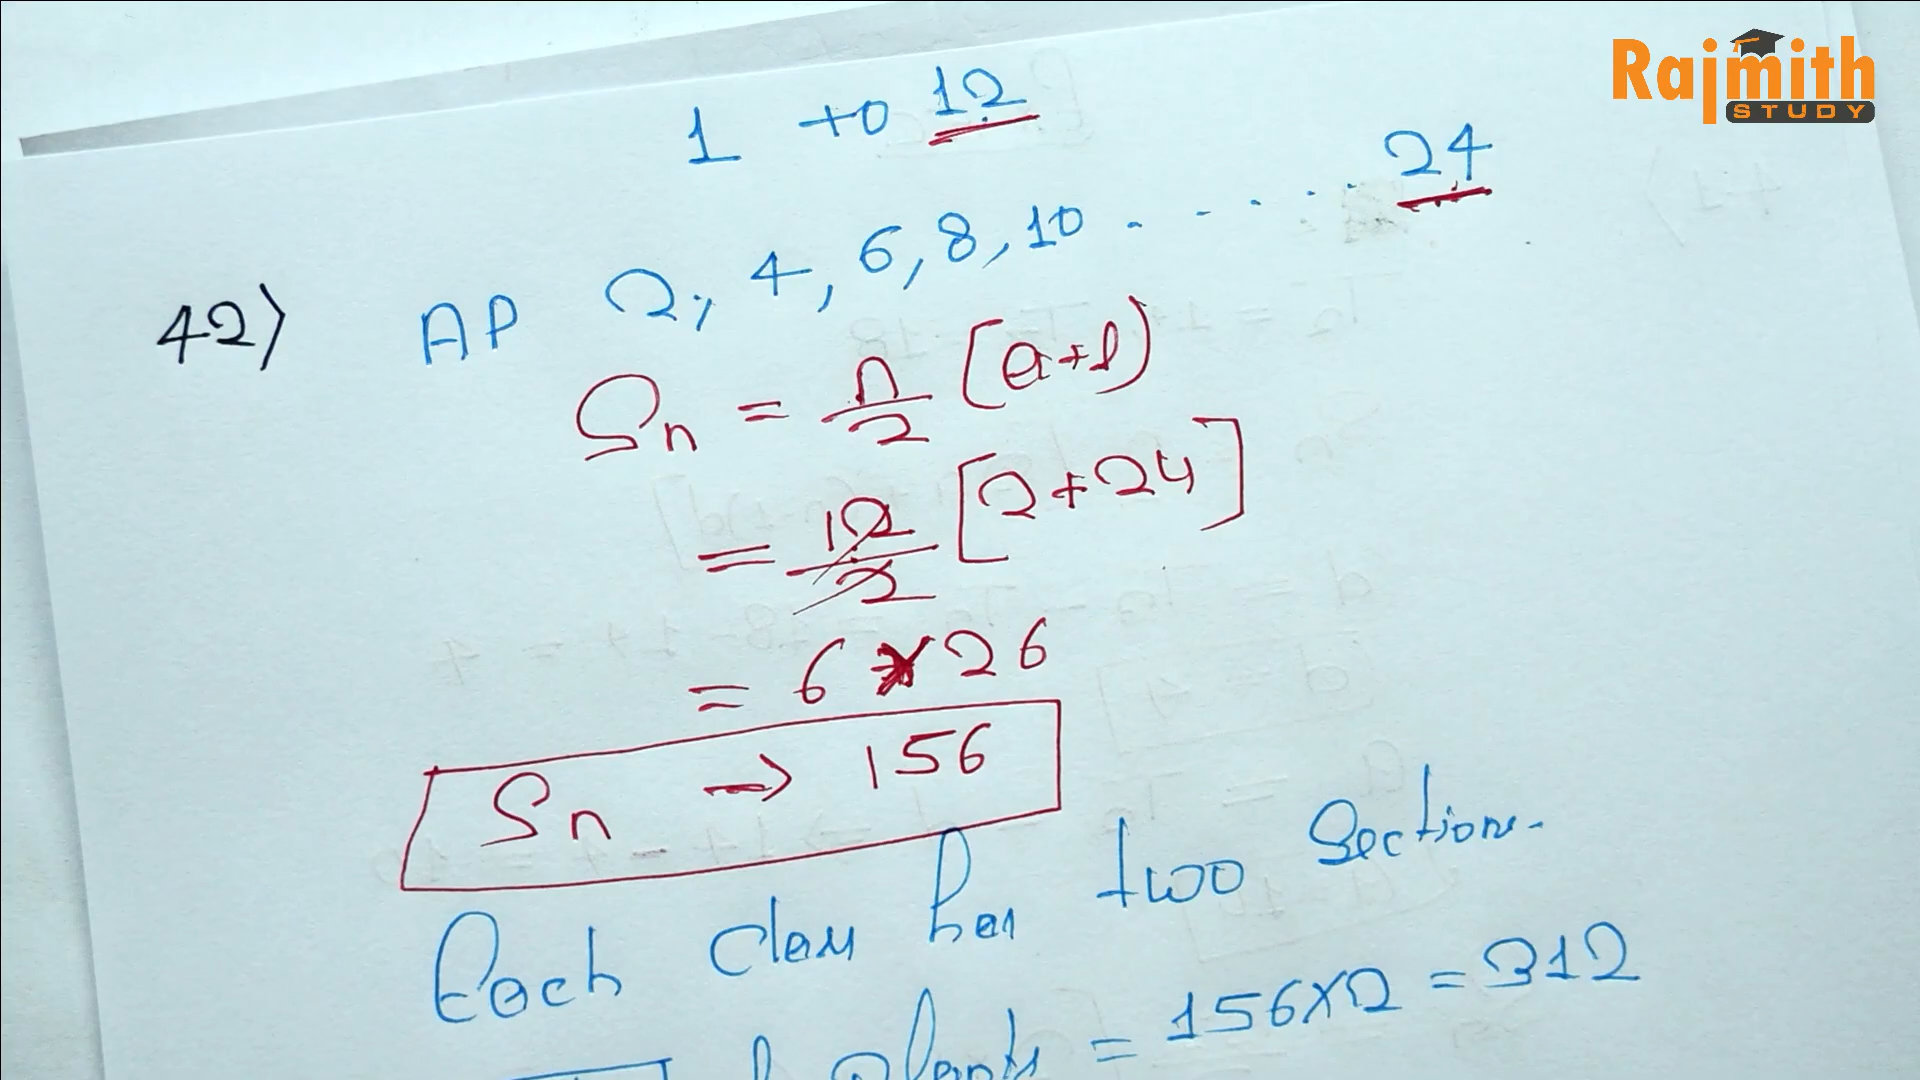 Rajmith
STUDY
1 to 12
42) AP 2, 4, 6, 8, 10 . - . . . . . 24
Sn = n/2 [a+l)
= 12/2 [2+24]
= 6 × 26
Sn → 156
Each class has two section.
plants = 156×2 = 312